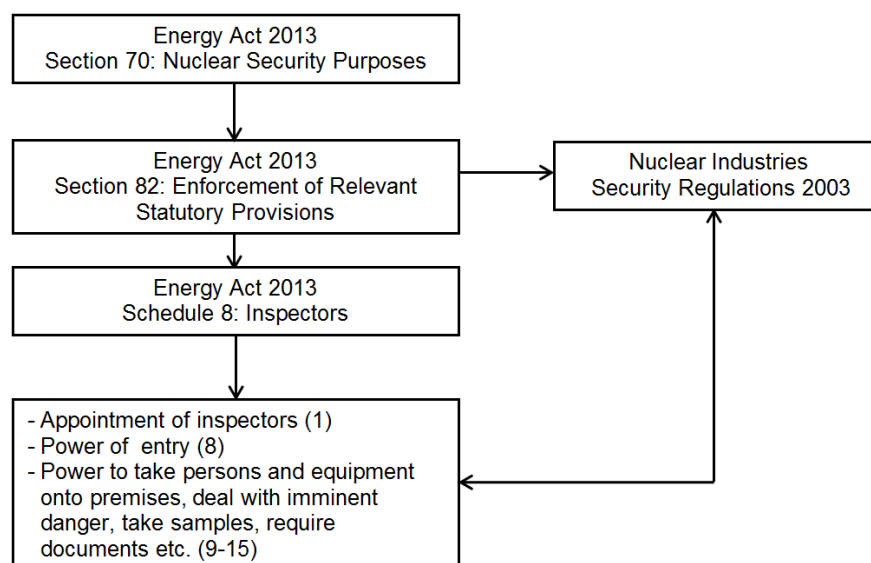 Energy Act 2013
Section 70: Nuclear Security Purposes
Energy Act 2013
Section 82: Enforcement of Relevant
Statutory Provisions
Nuclear Industries
Security Regulations 2003
Energy Act 2013
Schedule 8: Inspectors
- Appointment of inspectors (1)
- Power of entry (8)
- Power to take persons and equipment
onto premises, deal with imminent
danger, take samples, require
documents etc. (9-15)